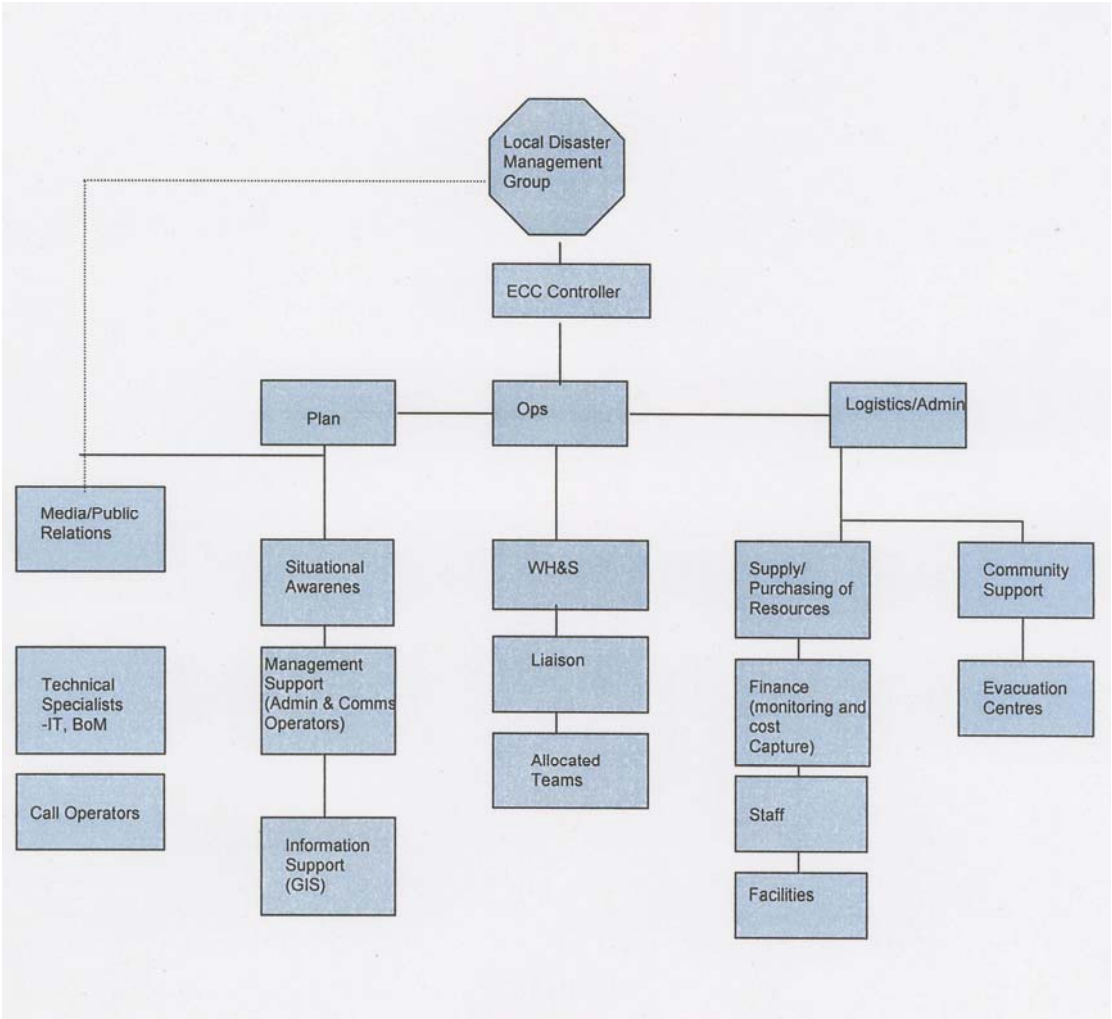 Local Disaster
Management
Group
ECC Controller
Plan
Ops
Logistics/Admin
Media/Public
Relations
Situational
Awarenes
WH&S
Supply/
Purchasing of
Resources
Community
Support
Technical
Specialists
-IT, BoM
Management
Support
(Admin & Comms
Operators)
Liaison
Finance
(monitoring and
cost
Capture)
Evacuation
Centres
Call Operators
Allocated
Teams
Staff
Information
Support
(GIS)
Facilities